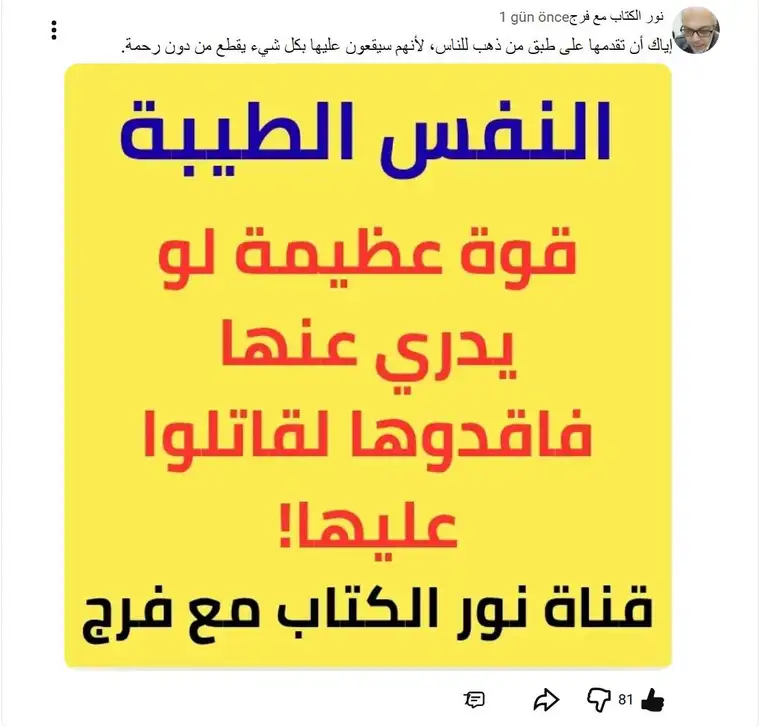 نور الكتاب مع فرج 1 gün önce
إياك أن تقدمها على طبق من ذهب للناس، لأنهم سيقعون عليها بكل شيء يقطع من دون رحمة.
النفس الطيبة
قوة عظيمة لو
يدري عنها
فاقدوها لقاتلوا
عليها!
قناة نور الكتاب مع فرج
81